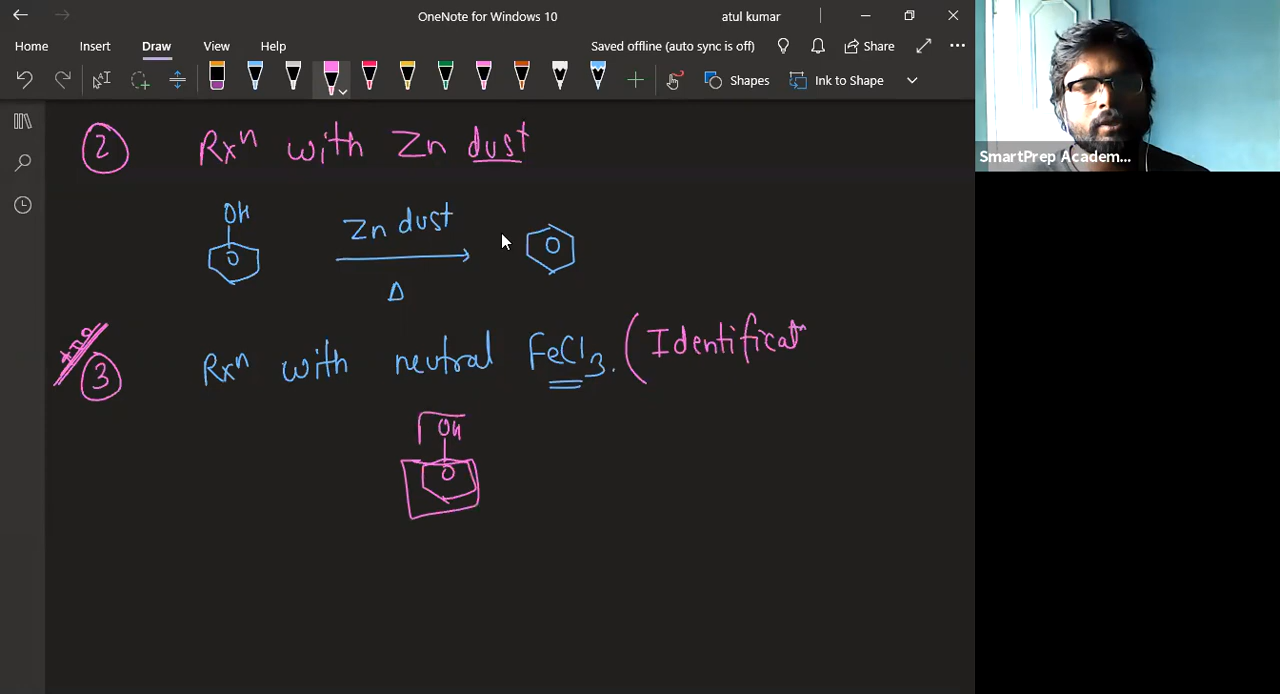 OneNote for Windows 10
atul kumar
Home Insert Draw View Help
Saved offline (auto sync is off)
Share
Shapes
Ink to Shape
SmartPrep Academ...
② Rxn with Zn dust
OH
Zn dust
Δ
③ Rxn with neutral FeCl3. (Identificatn
OH